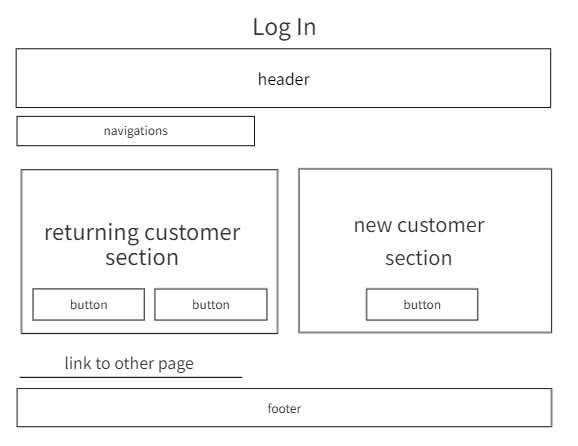 Log In
header
navigations
returning customer
section
button
button
new customer
section
button
link to other page
footer